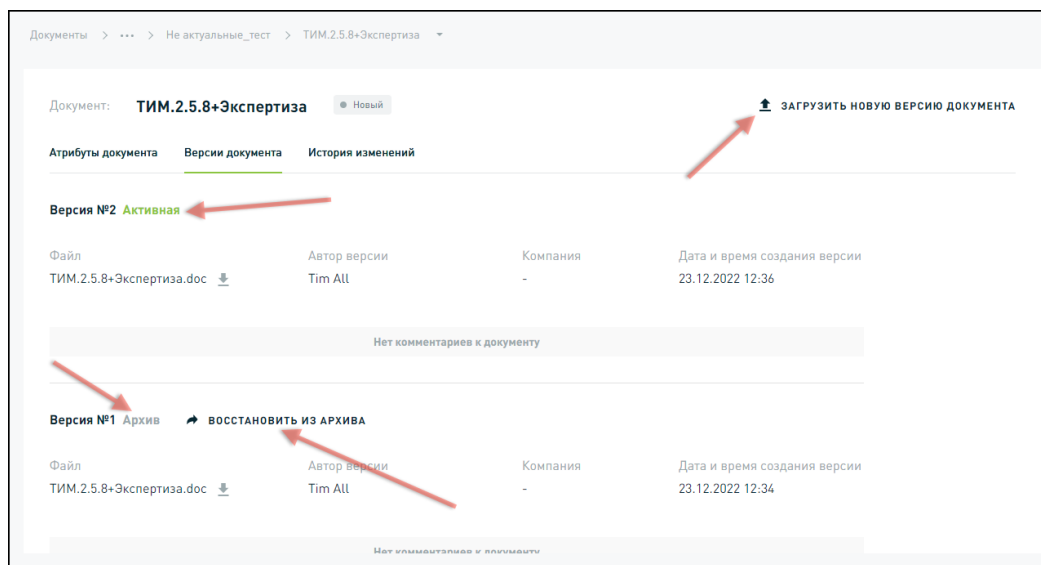 Документы > ••• > Не актуальные_тест > ТИМ.2.5.8+Экспертиза
Документ: ТИМ.2.5.8+Экспертиза Новый ЗАГРУЗИТЬ НОВУЮ ВЕРСИЮ ДОКУМЕНТА
Атрибуты документа Версии документа История изменений
Версия №2 Активная
Файл Автор версии Компания Дата и время создания версии
ТИМ.2.5.8+Экспертиза.doc Tim All - 23.12.2022 12:36
Нет комментариев к документу
Версия №1 Архив ВОССТАНОВИТЬ ИЗ АРХИВА
Файл Автор версии Компания Дата и время создания версии
ТИМ.2.5.8+Экспертиза.doc Tim All - 23.12.2022 12:34
Нет комментариев к документу